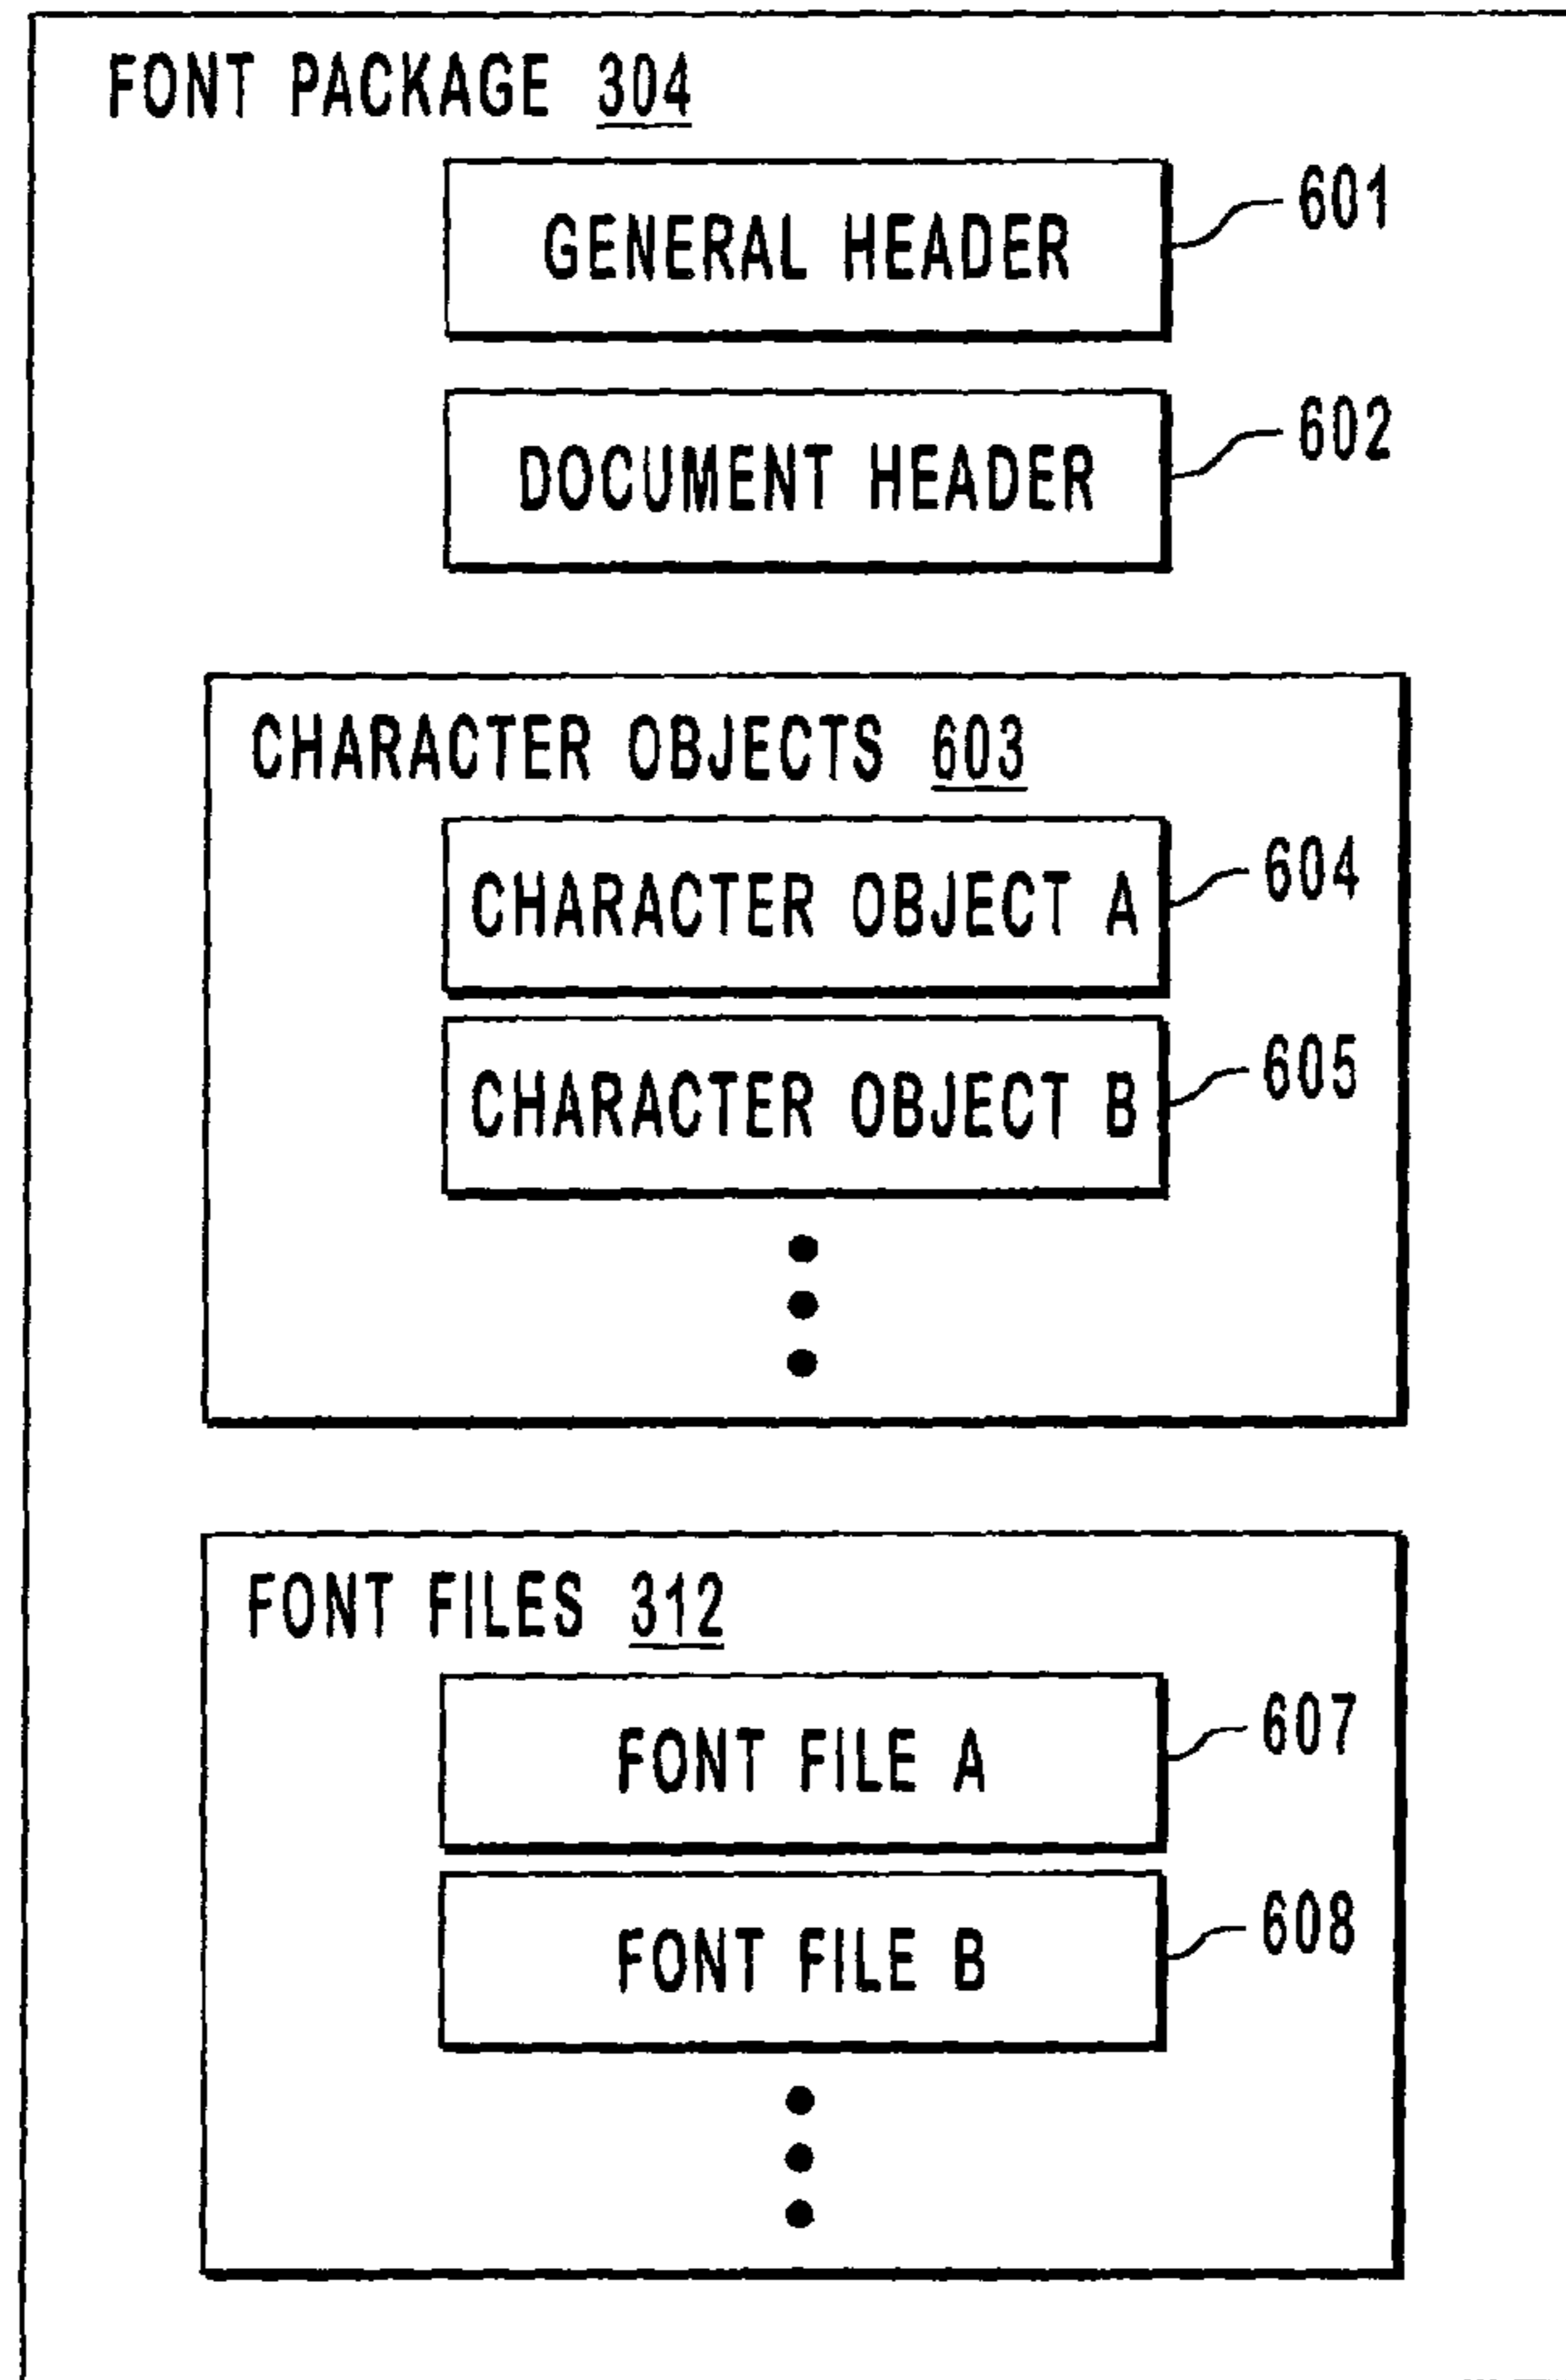 FONT PACKAGE 304
GENERAL HEADER
601
DOCUMENT HEADER
602
CHARACTER OBJECTS 603
CHARACTER OBJECT A
604
CHARACTER OBJECT B
605
FONT FILES 312
FONT FILE A
607
FONT FILE B
608